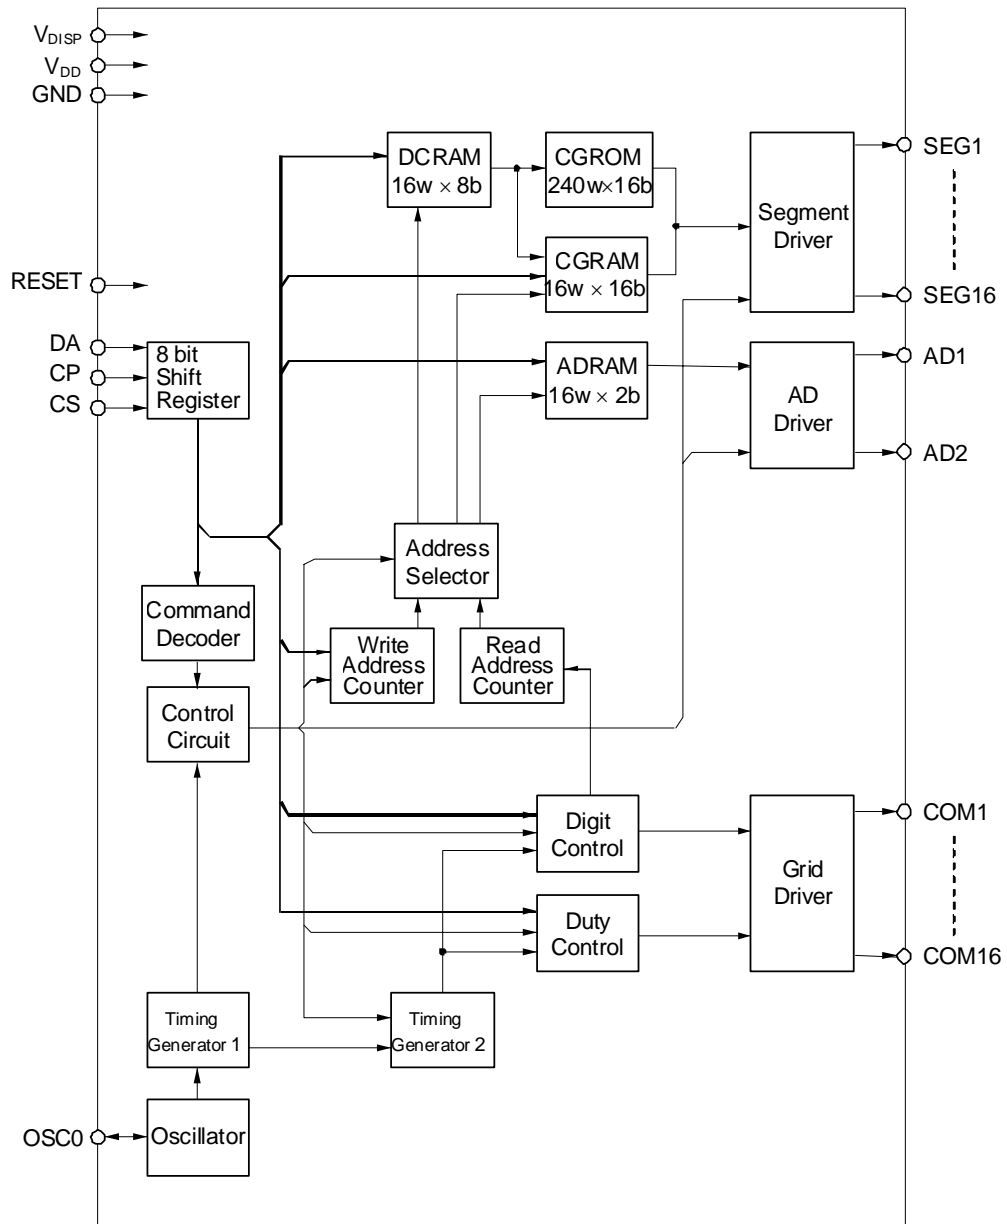 VDISP
VDD
GND
DCRAM
16w × 8b
CGROM
240w×16b
Segment
Driver
SEG1
SEG16
CGRAM
16w × 16b
RESET
DA
CP
CS
8 bit
Shift
Register
ADRAM
16w × 2b
AD
Driver
AD1
AD2
Address
Selector
Command
Decoder
Write
Address
Counter
Read
Address
Counter
Control
Circuit
Digit
Control
Grid
Driver
COM1
COM16
Duty
Control
Timing
Generator 1
Timing
Generator 2
OSC0
Oscillator